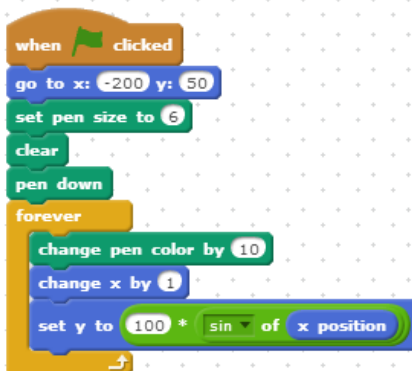 when clicked
go to x: -200 y: 50
set pen size to 6
clear
pen down
forever
change pen color by 10
change x by 1
set y to 100 * sin of x position